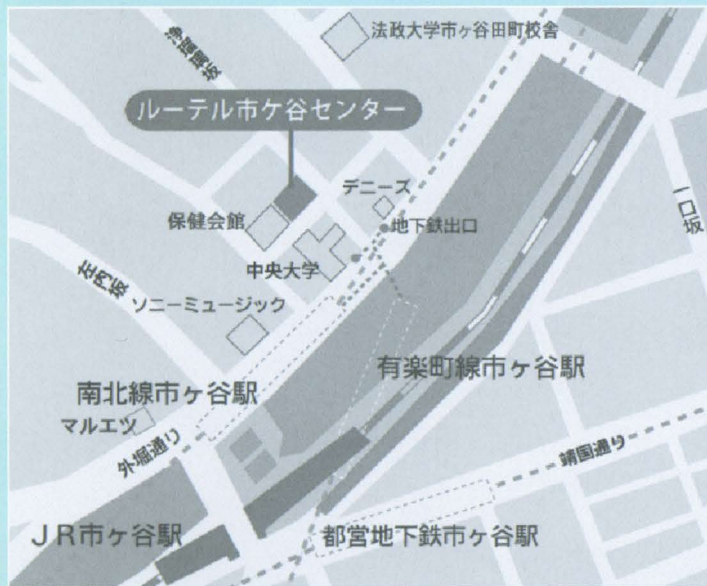 法政大学市ヶ谷田町校舎
浄瑠璃坂
ルーテル市ケ谷センター
デニーズ
一口坂
保健会館
地下鉄出口
中央大学
左内坂
ソニーミュージック
有楽町線市ヶ谷駅
南北線市ヶ谷駅
マルエツ
外堀通り
靖国通り
JR市ヶ谷駅
都営地下鉄市ヶ谷駅